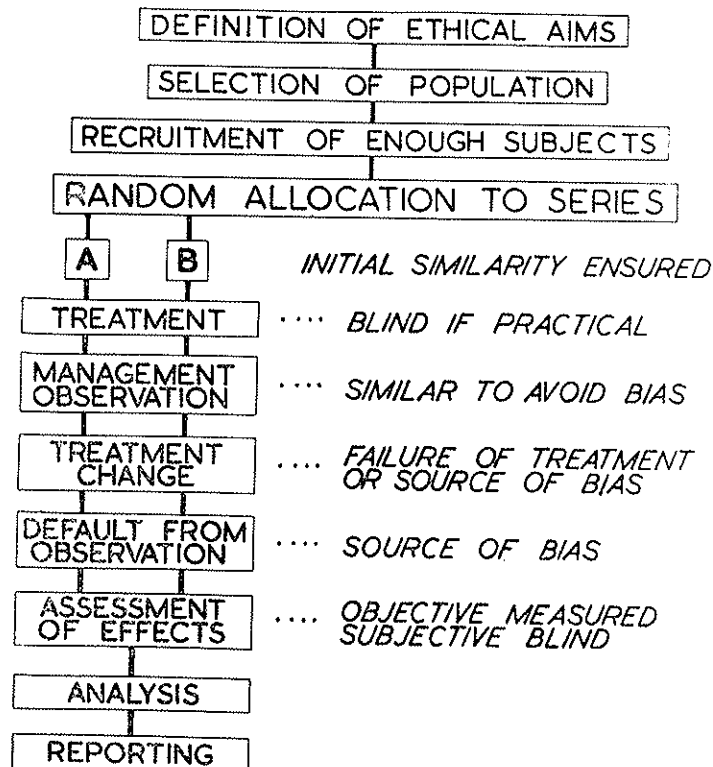 DEFINITION OF ETHICAL AIMS
SELECTION OF POPULATION
RECRUITMENT OF ENOUGH SUBJECTS
RANDOM ALLOCATION TO SERIES
A B INITIAL SIMILARITY ENSURED
TREATMENT .... BLIND IF PRACTICAL
MANAGEMENT
OBSERVATION .... SIMILAR TO AVOID BIAS
TREATMENT
CHANGE .... FAILURE OF TREATMENT
OR SOURCE OF BIAS
DEFAULT FROM
OBSERVATION .... SOURCE OF BIAS
ASSESSMENT
OF EFFECTS .... OBJECTIVE MEASURED
SUBJECTIVE BLIND
ANALYSIS
REPORTING